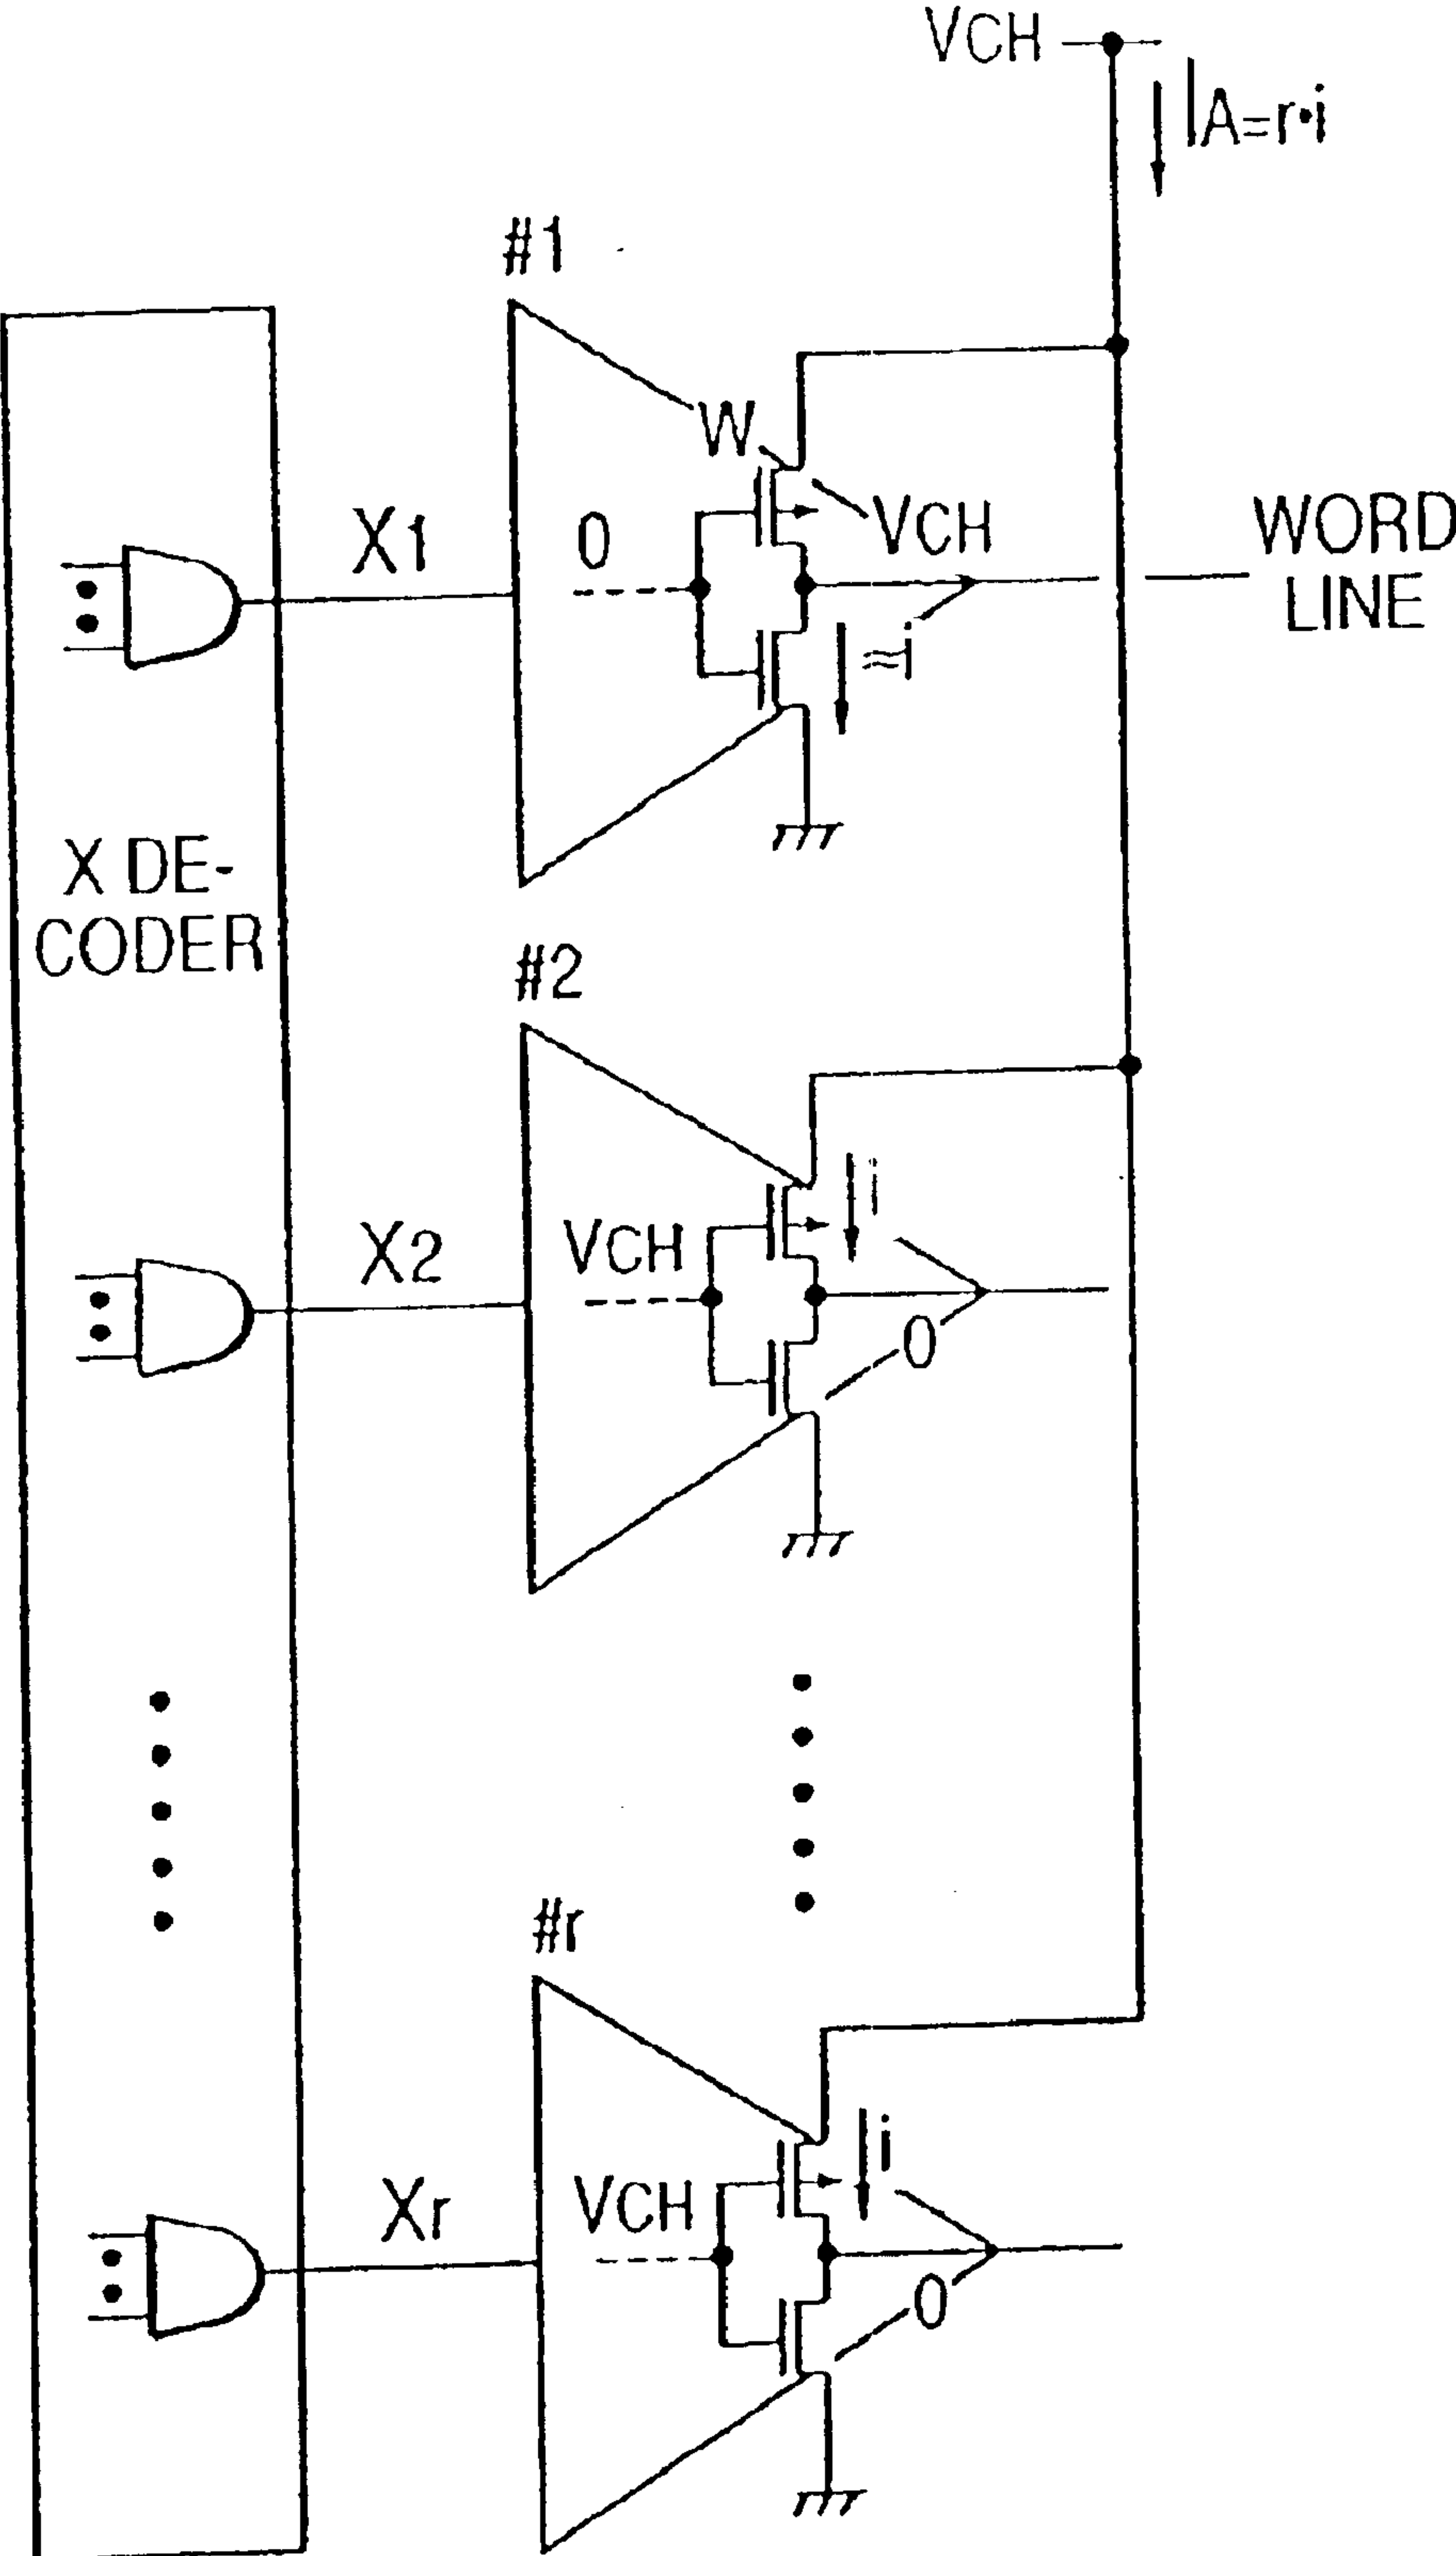 VCH
IA=r·i
#1
W
X1
0
VCH
WORD
LINE
≈i
X DE-
CODER
#2
i
X2
VCH
0
#r
i
Xr
VCH
0